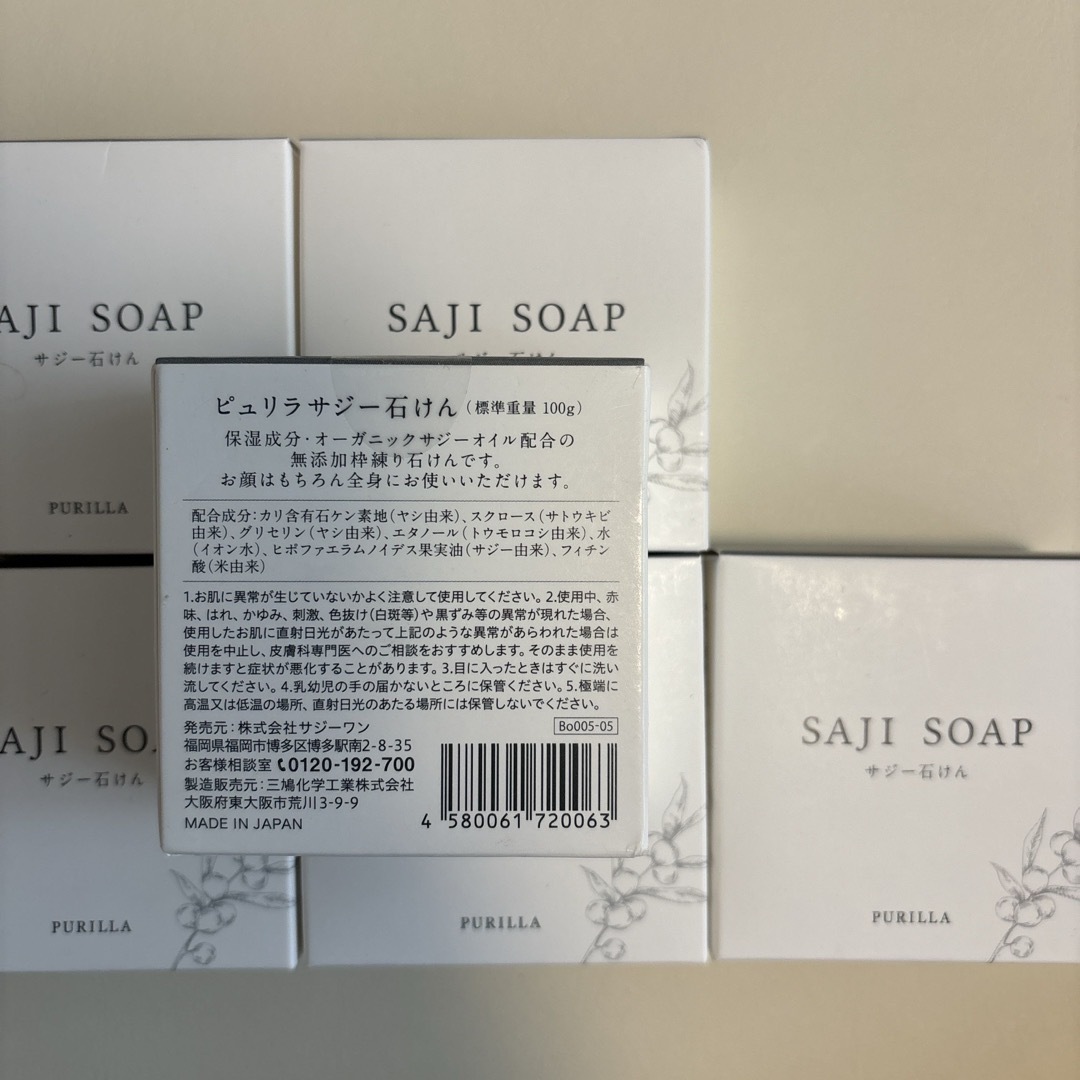 AJI SOAP
サジー石けん
PURILLA
SAJI SOAP
ピュリラサジー石けん(標準重量 100g)
保湿成分・オーガニックサジーオイル配合の
無添加枠練り石けんです。
お顔はもちろん全身にお使いいただけます。
配合成分:カリ含有石ケン素地(ヤシ由来)、スクロース(サトウキビ
由来)、グリセリン(ヤシ由来)、エタノール(トウモロコシ由来)、水
(イオン水)、ヒポファエラムノイデス果実油(サジー由来)、フィチン
酸(米由来)
1.お肌に異常が生じていないかよく注意して使用してください。2.使用中、赤
味、はれ、かゆみ、刺激、色抜け(白斑等)や黒ずみ等の異常が現れた場合、
使用したお肌に直射日光があたって上記のような異常があらわれた場合は
使用を中止し、皮膚科専門医へのご相談をおすすめします。そのまま使用を
続けますと症状が悪化することがあります。3.目に入ったときはすぐに洗い
流してください。4.乳幼児の手の届かないところに保管ください。5.極端に
高温又は低温の場所、直射日光のあたる場所には保管しないでください。
発売元:株式会社サジーワン
Bo005-05
福岡県福岡市博多区博多駅南2-8-35
お客様相談室 0120-192-700
製造販売元:三鳩化学工業株式会社
大阪府東大阪市荒川3-9-9
MADE IN JAPAN
4 580061 720063
AJI SO
サジー石けん
PURILLA
PURILLA
SAJI SOAP
サジー石けん
PURILLA